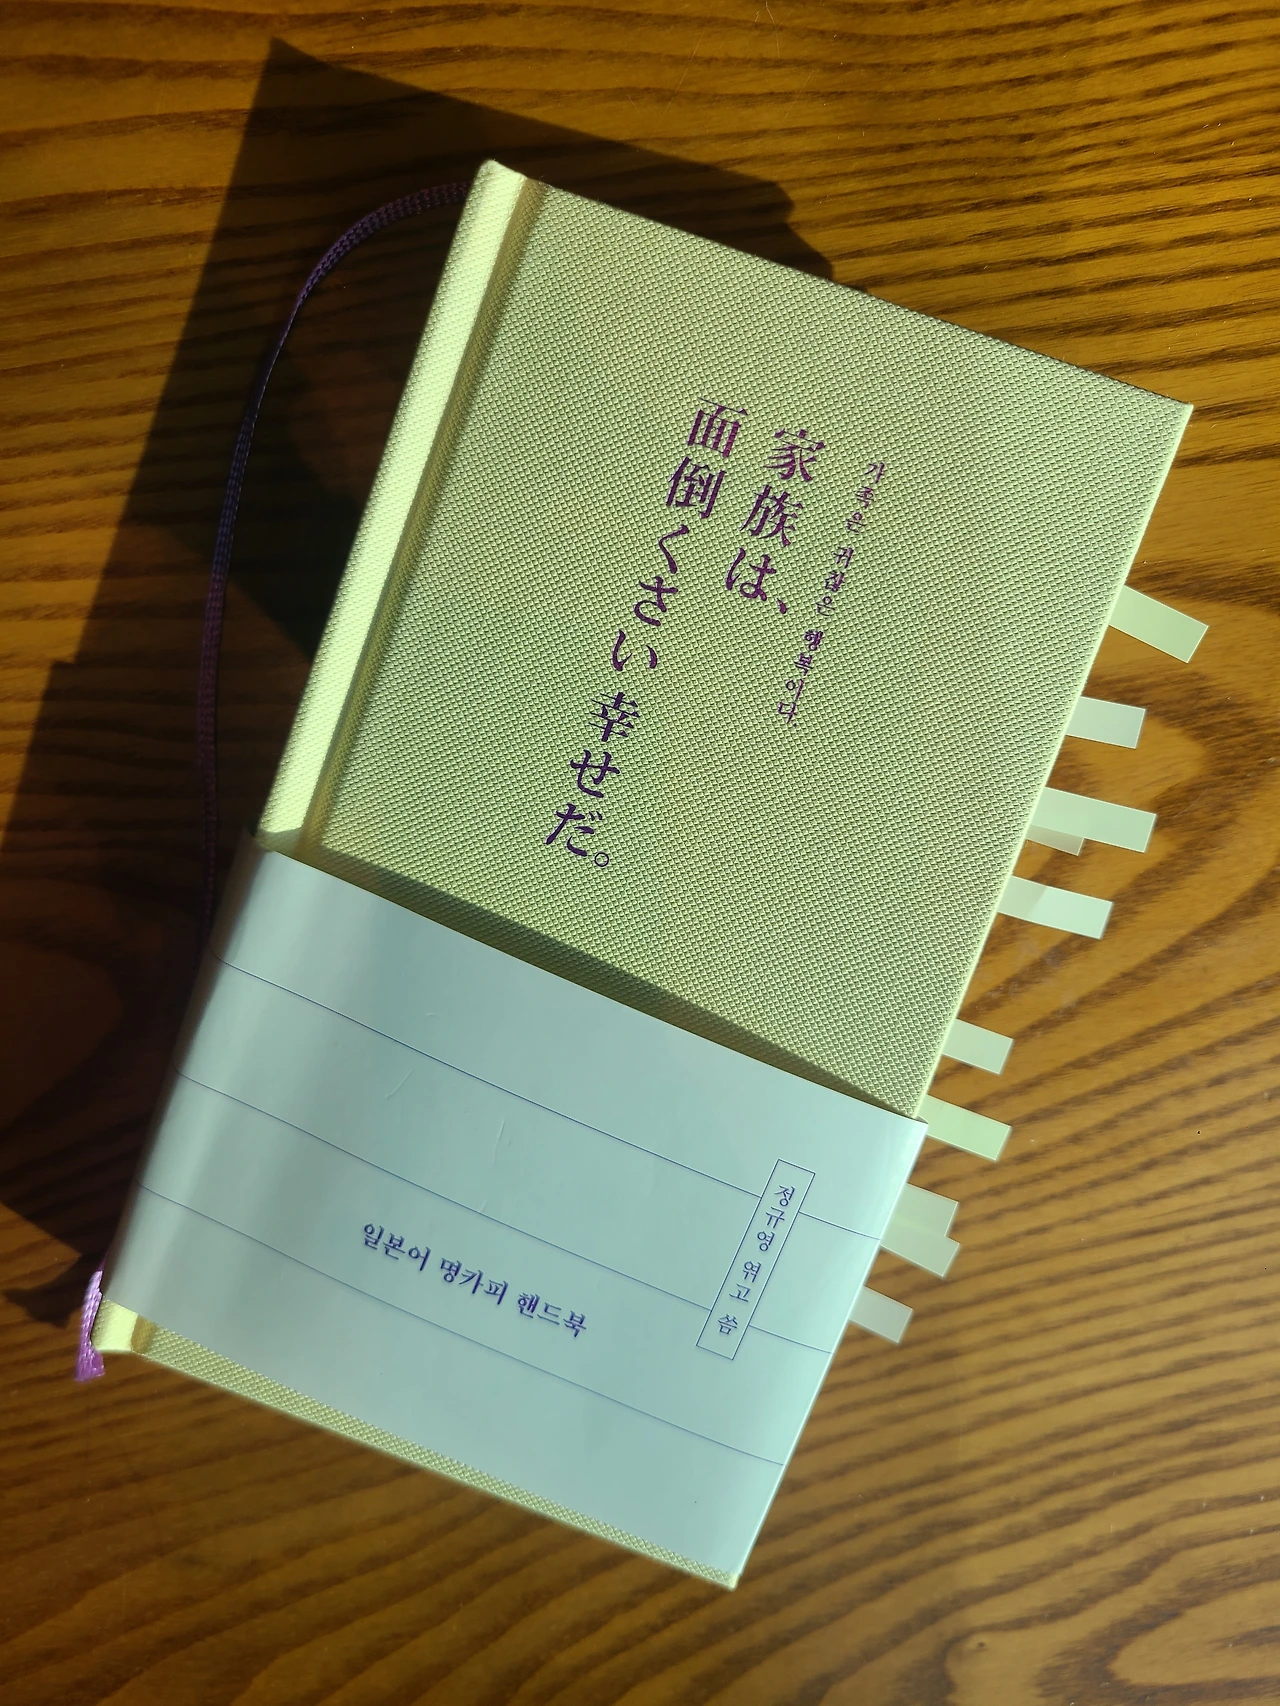 가족은 귀찮은 행복이다
家族は、
面倒くさい幸せだ。
정규영 엮고 씀
일본어 명카피 핸드북